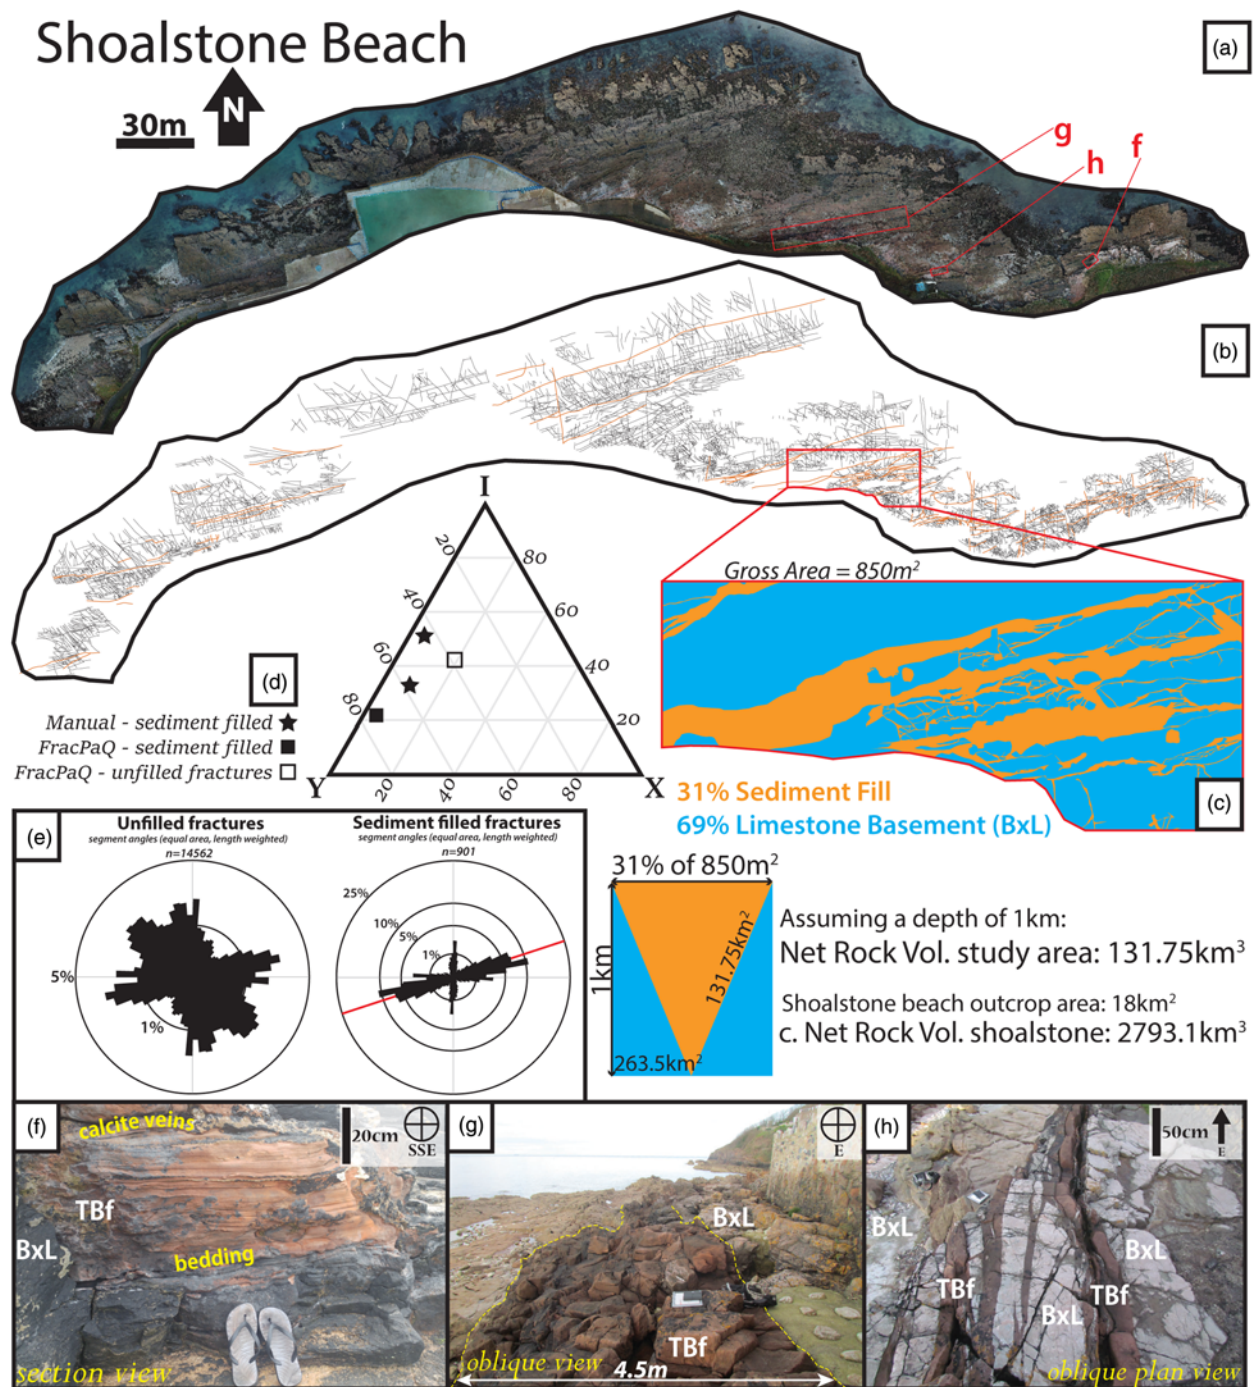 Shoalstone Beach
(a)
N
30m
g
h
f
(b)
I
20
80
Gross Area = 850m²
40
60
60
40
(d)
80
20
Manual - sediment filled
FracPaQ - sediment filled
FracPaQ - unfilled fractures
Y
20
40
60
80
X
31% Sediment Fill
69% Limestone Basement (BxL)
(c)
(e)
Unfilled fractures
segment angles (equal area, length weighted)
n=14562
5%
1%
Sediment filled fractures
segment angles (equal area, length weighted)
n=901
25%
10%
5%
1%
31% of 850m²
1km
131.75km²
263.5km²
Assuming a depth of 1km:
Net Rock Vol. study area: 131.75km³
Shoalstone beach outcrop area: 18km²
c. Net Rock Vol. shoalstone: 2793.1km³
(f)
calcite veins
20cm
SSE
TBf
BxL
bedding
section view
(g)
E
BxL
TBf
oblique view
4.5m
(h)
50cm
E
BxL
BxL
TBf
BxL
TBf
oblique plan view